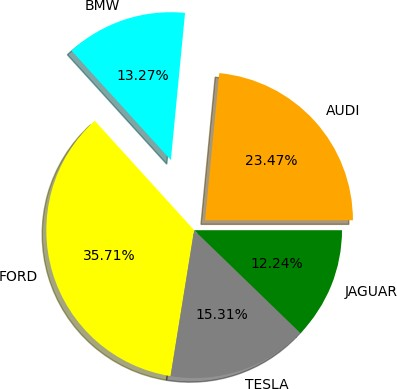 BMW
13.27%
AUDI
23.47%
35.71%
FORD
12.24%
JAGUAR
15.31%
TESLA